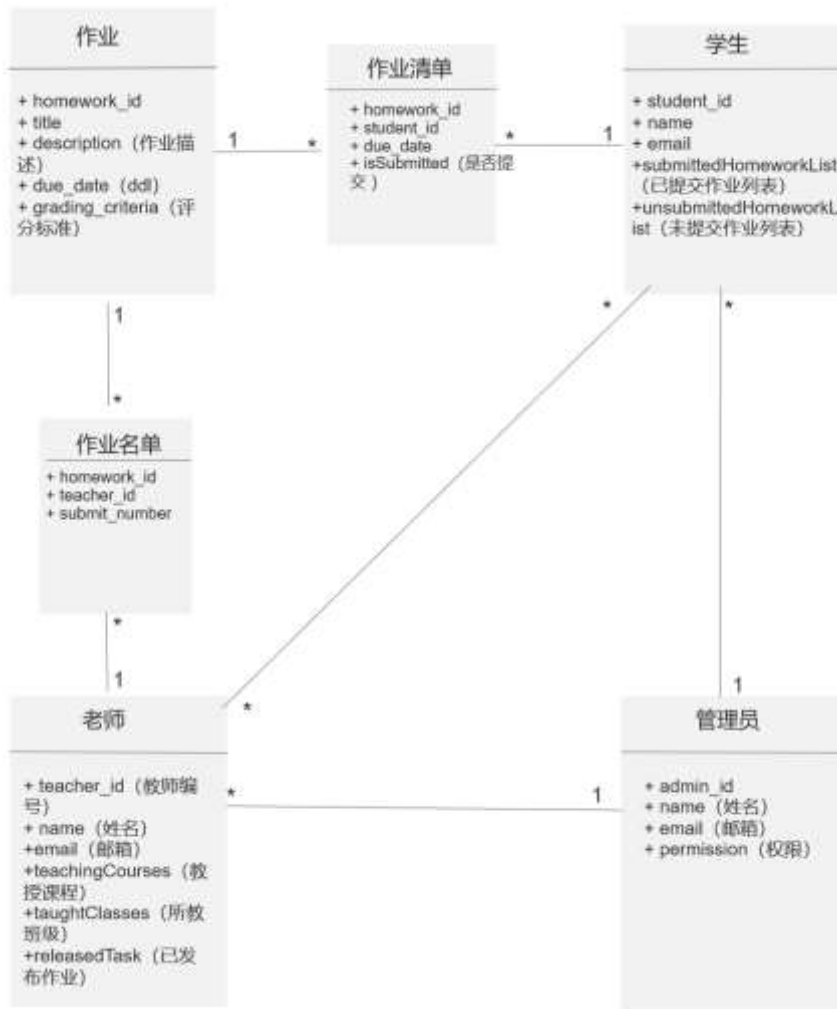 作业
+ homework_id
+ title
+ description（作业描
述）
+ due_date（ddl）
+ grading_criteria（评
分标准）
1
*
作业清单
+ homework_id
+ student_id
+ due_date
+ isSubmitted（是否提
交 ）
*
1
学生
+ student_id
+ name
+ email
+submittedHomeworkList
（已提交作业列表）
+unsubmittedHomeworkL
ist（未提交作业列表）
1
*
*
*
作业名单
+ homework_id
+ teacher_id
+ submit_number
*
1
*
1
老师
+ teacher_id（教师编
号）
+ name（姓名）
+email（邮箱）
+teachingCourses（教
授课程）
+taughtClasses（所教
班级）
+releasedTask（已发
布作业）
*
1
管理员
+ admin_id
+ name（姓名）
+ email（邮箱）
+ permission（权限）